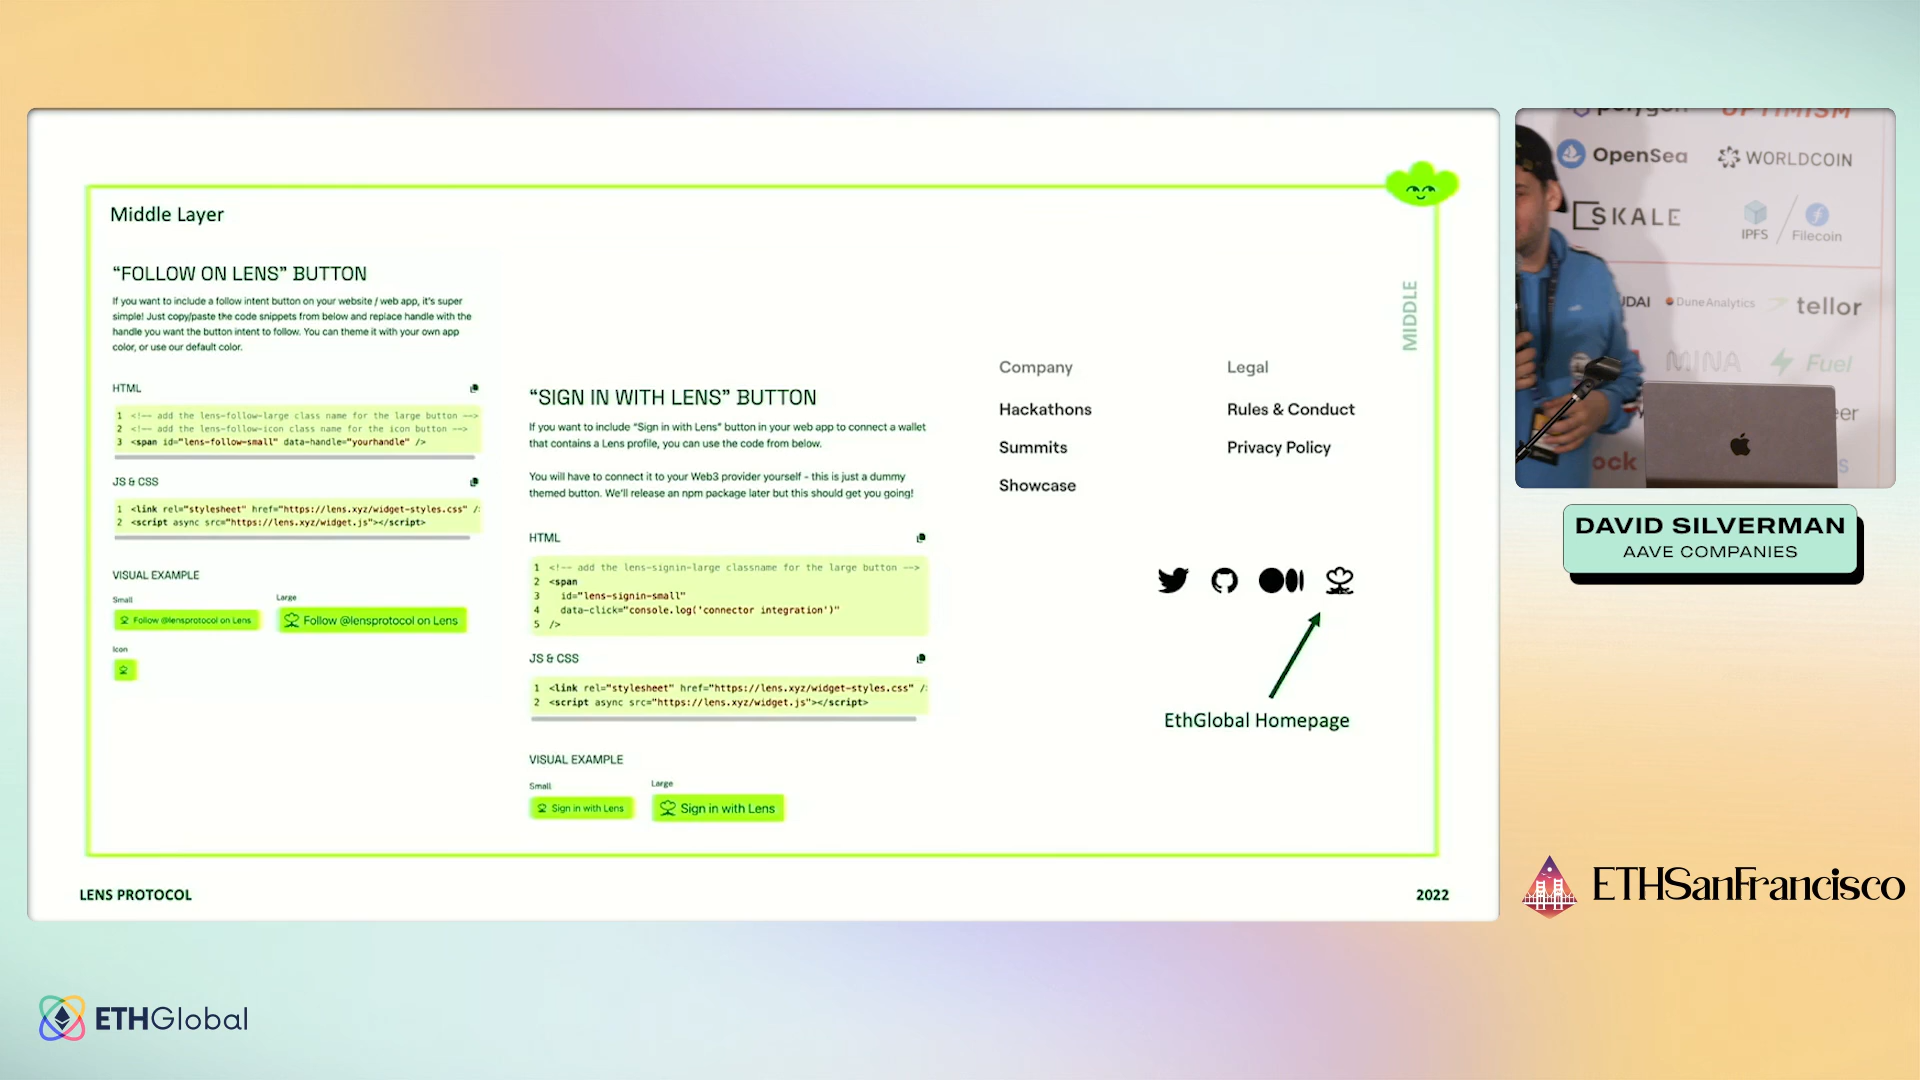 Middle Layer
“FOLLOW ON LENS” BUTTON
If you want to include a follow intent button on your website / web app, it's super
simple! Just copy/paste the code snippets from below and replace handle with the
handle you want the button intent to follow. You can theme it with your own app
color, or use our default color.
HTML
1 <!-- add the lens-follow-large class name for the large button -->
2 <!-- add the lens-follow-icon class name for the icon button -->
3 <span id="lens-follow-small" data-handle="yourhandle" />
JS & CSS
1 <link rel="stylesheet" href="https://lens.xyz/widget-styles.css" /
2 <script async src="https://lens.xyz/widget.js"></script>
VISUAL EXAMPLE
Small
Large
Follow @lensprotocol on Lens
Follow @lensprotocol on Lens
Icon
“SIGN IN WITH LENS” BUTTON
If you want to include “Sign in with Lens” button in your web app to connect a wallet
that contains a Lens profile, you can use the code from below.
You will have to connect it to your Web3 provider yourself - this is just a dummy
themed button. We'll release an npm package later but this should get you going!
HTML
1 <!-- add the lens-signin-large classname for the large button -->
2 <span
3 id="lens-signin-small"
4 data-click="console.log('connector integration')"
5 />
JS & CSS
1 <link rel="stylesheet" href="https://lens.xyz/widget-styles.css" /
2 <script async src="https://lens.xyz/widget.js"></script>
VISUAL EXAMPLE
Small
Large
Sign in with Lens
Sign in with Lens
Company
Legal
Hackathons
Rules & Conduct
Summits
Privacy Policy
Showcase
EthGlobal Homepage
MIDDLE
LENS PROTOCOL
2022
polygon
OPTIMISM
OpenSea
WORLDCOIN
SKALE
IPFS
Filecoin
DuneAnalytics
tellor
MINA
Fuel
DAVID SILVERMAN
AAVE COMPANIES
ETHSanFrancisco
ETHGlobal